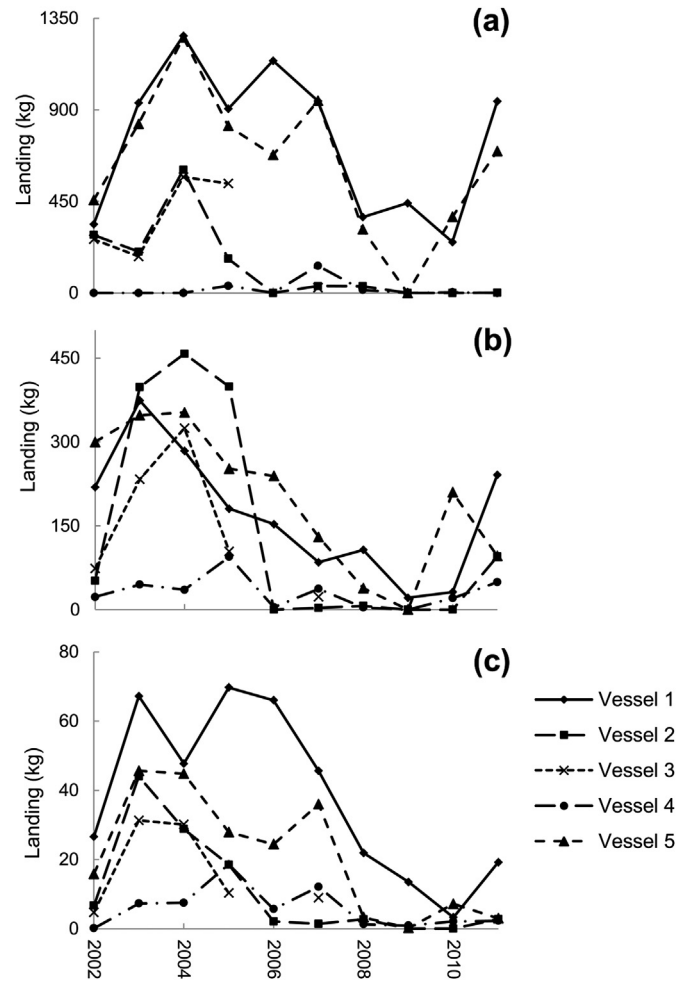 (a)
1350
900
450
0
Landing (kg)
(b)
450
300
150
0
Landing (kg)
(c)
80
60
40
20
0
Landing (kg)
2002 2004 2006 2008 2010
Vessel 1
Vessel 2
Vessel 3
Vessel 4
Vessel 5